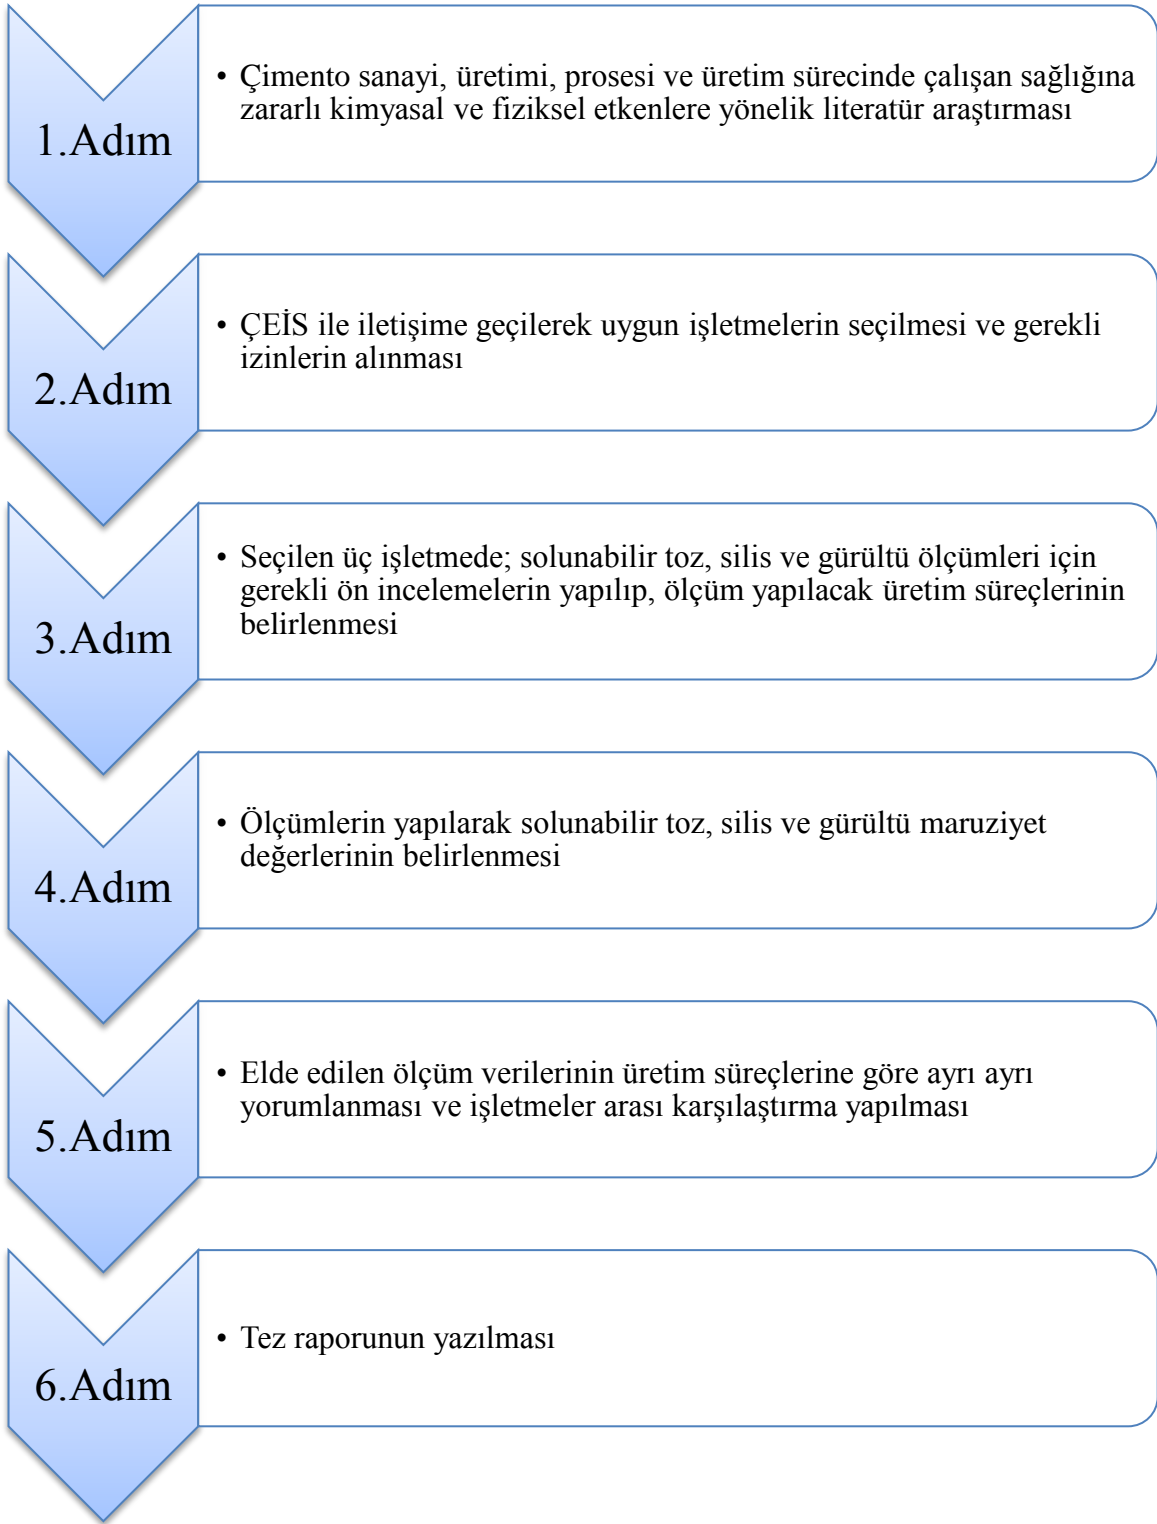 1.Adım
• Çimento sanayi, üretimi, prosesi ve üretim sürecinde çalışan sağlığına
zararlı kimyasal ve fiziksel etkenlere yönelik literatür araştırması
2.Adım
• ÇEİS ile iletişime geçilerek uygun işletmelerin seçilmesi ve gerekli
izinlerin alınması
3.Adım
• Seçilen üç işletmede; solunabilir toz, silis ve gürültü ölçümleri için
gerekli ön incelemelerin yapılıp, ölçüm yapılacak üretim süreçlerinin
belirlenmesi
4.Adım
• Ölçümlerin yapılarak solunabilir toz, silis ve gürültü maruziyet
değerlerinin belirlenmesi
5.Adım
• Elde edilen ölçüm verilerinin üretim süreçlerine göre ayrı ayrı
yorumlanması ve işletmeler arası karşılaştırma yapılması
6.Adım
• Tez raporunun yazılması